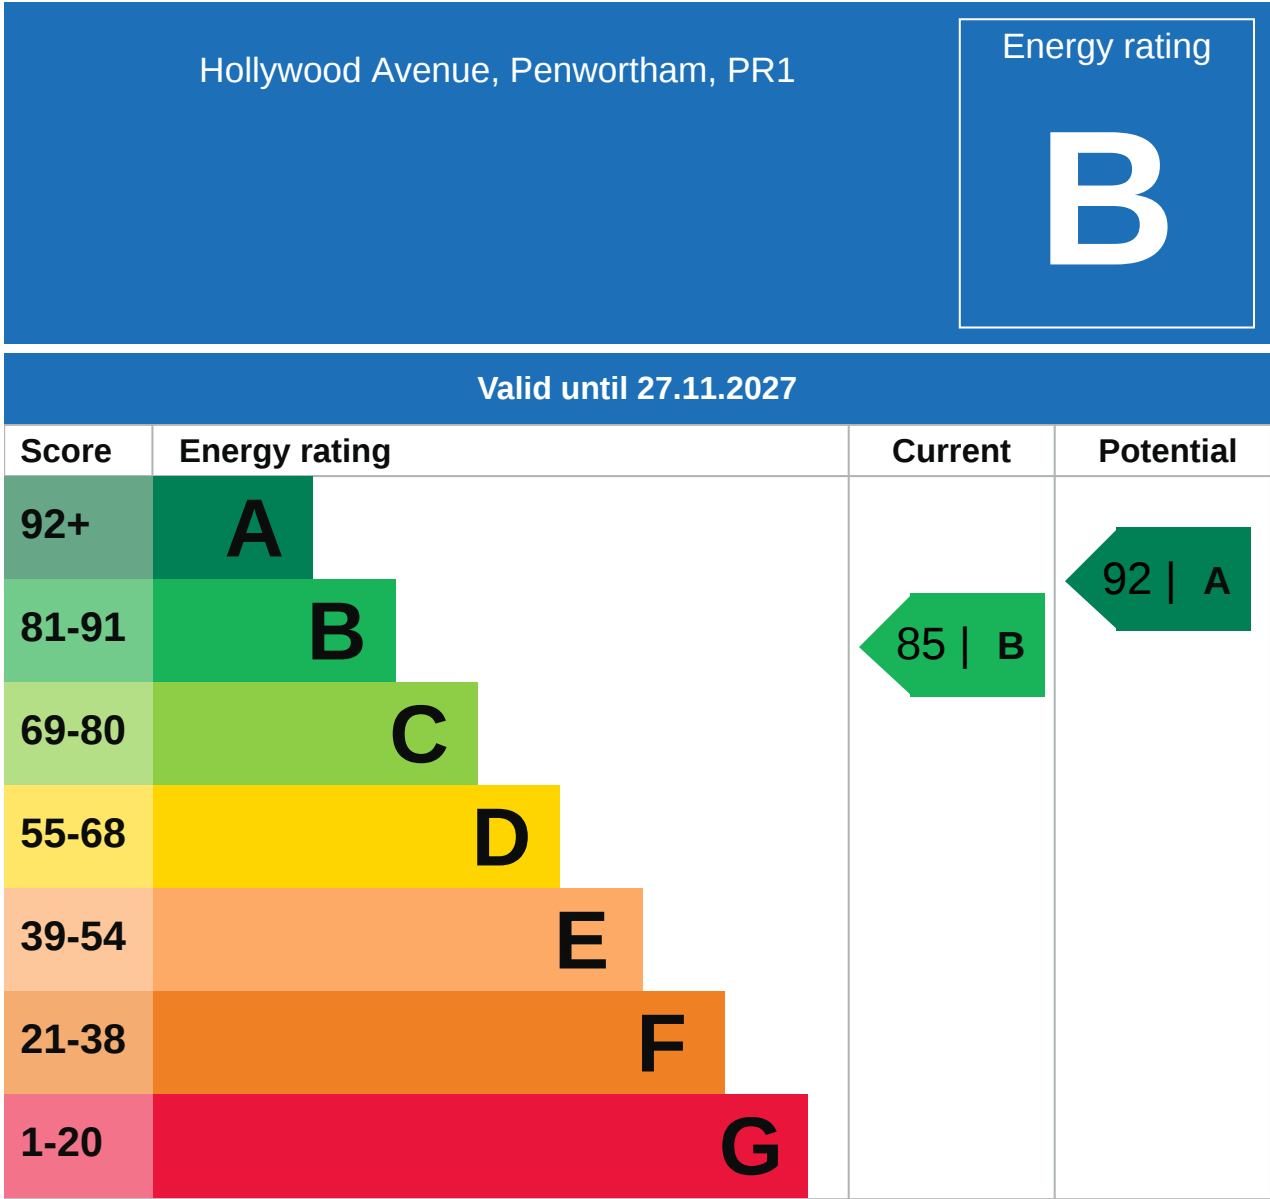 Hollywood Avenue, Penwortham, PR1
Energy rating
B
Valid until 27.11.2027
Score Energy rating Current Potential
92+ A
92 | A
81-91 B
85 | B
69-80 C
55-68 D
39-54 E
21-38 F
1-20 G